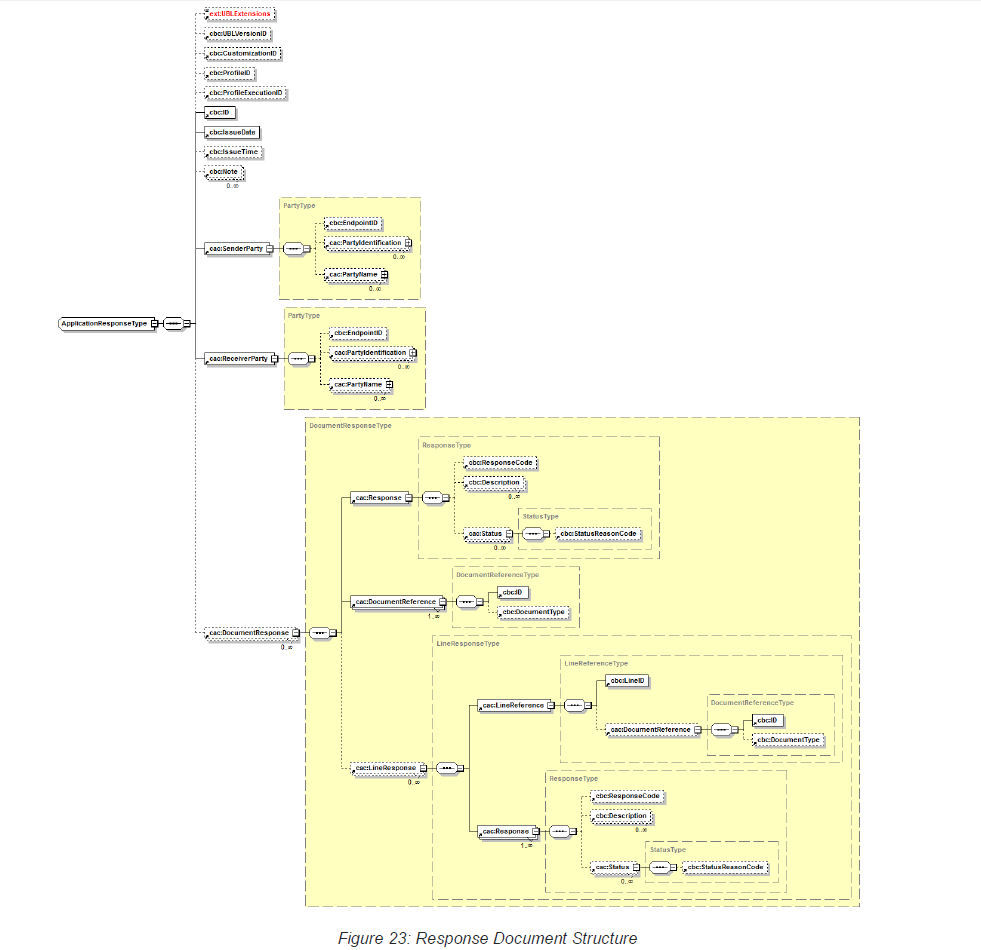 ext:UBLExtensions
cbc:UBLVersionID
cbc:CustomizationID
cbc:ProfileID
cbc:ProfileExecutionID
cbc:ID
cbc:IssueDate
cbc:IssueTime
cbc:Note
0..∞
PartyType
cbc:EndpointID
cac:SenderParty
cac:PartyIdentification
0..∞
cac:PartyName
0..∞
ApplicationResponseType
PartyType
cbc:EndpointID
cac:ReceiverParty
cac:PartyIdentification
0..∞
cac:PartyName
0..∞
DocumentResponseType
ResponseType
cbc:ResponseCode
cbc:Description
0..∞
cac:Response
StatusType
cac:Status
cbc:StatusReasonCode
0..∞
DocumentReferenceType
cbc:ID
cac:DocumentReference
1..∞
cbc:DocumentType
cac:DocumentResponse
0..∞
LineResponseType
LineReferenceType
cbc:LineID
cac:LineReference
DocumentReferenceType
cbc:ID
cac:DocumentReference
cbc:DocumentType
cac:LineResponse
0..∞
ResponseType
cbc:ResponseCode
cbc:Description
0..∞
cac:Response
1..∞
StatusType
cac:Status
cbc:StatusReasonCode
0..∞
Figure 23: Response Document Structure